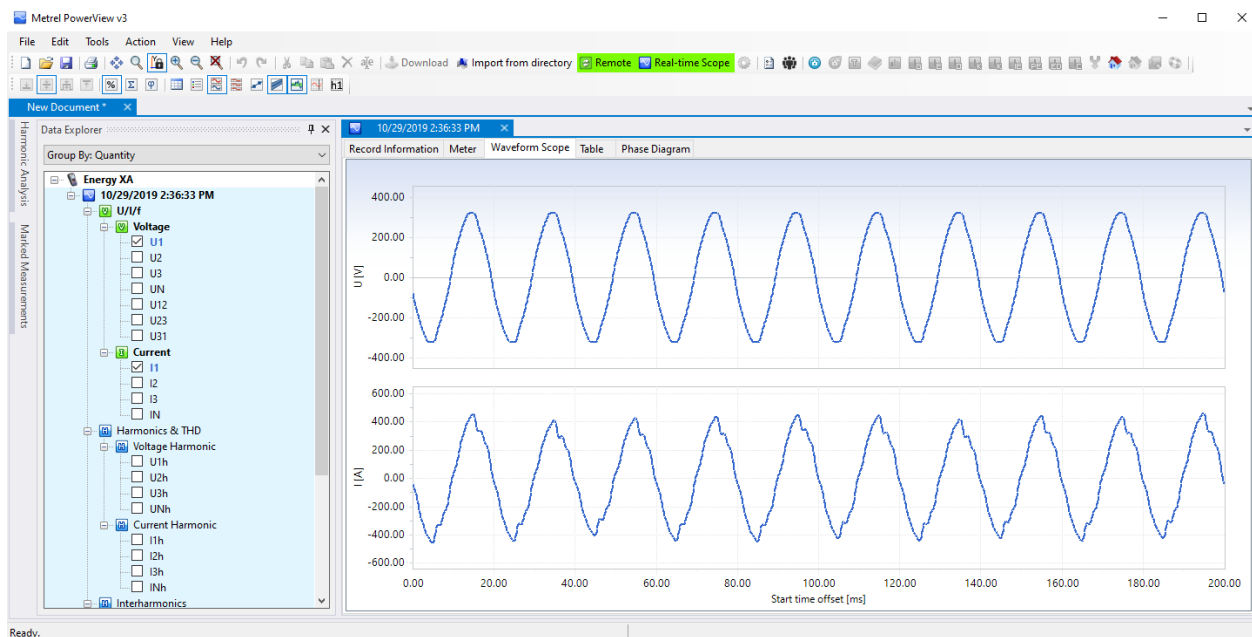 Metrel PowerView v3
File Edit Tools Action View Help
Download Import from directory Remote Real-time Scope
% Σ φ h1
New Document *
Harmonic Analysis
Marked Measurements
Data Explorer
Group By: Quantity
Energy XA
10/29/2019 2:36:33 PM
U/I/f
Voltage
U1
U2
U3
UN
U12
U23
U31
Current
I1
I2
I3
IN
Harmonics & THD
Voltage Harmonic
U1h
U2h
U3h
UNh
Current Harmonic
I1h
I2h
I3h
INh
Interharmonics
10/29/2019 2:36:33 PM
Record Information Meter Waveform Scope Table Phase Diagram
U [V]
400.00
200.00
0.00
-200.00
-400.00
I [A]
600.00
400.00
200.00
0.00
-200.00
-400.00
-600.00
0.00 20.00 40.00 60.00 80.00 100.00 120.00 140.00 160.00 180.00 200.00
Start time offset [ms]
Ready.